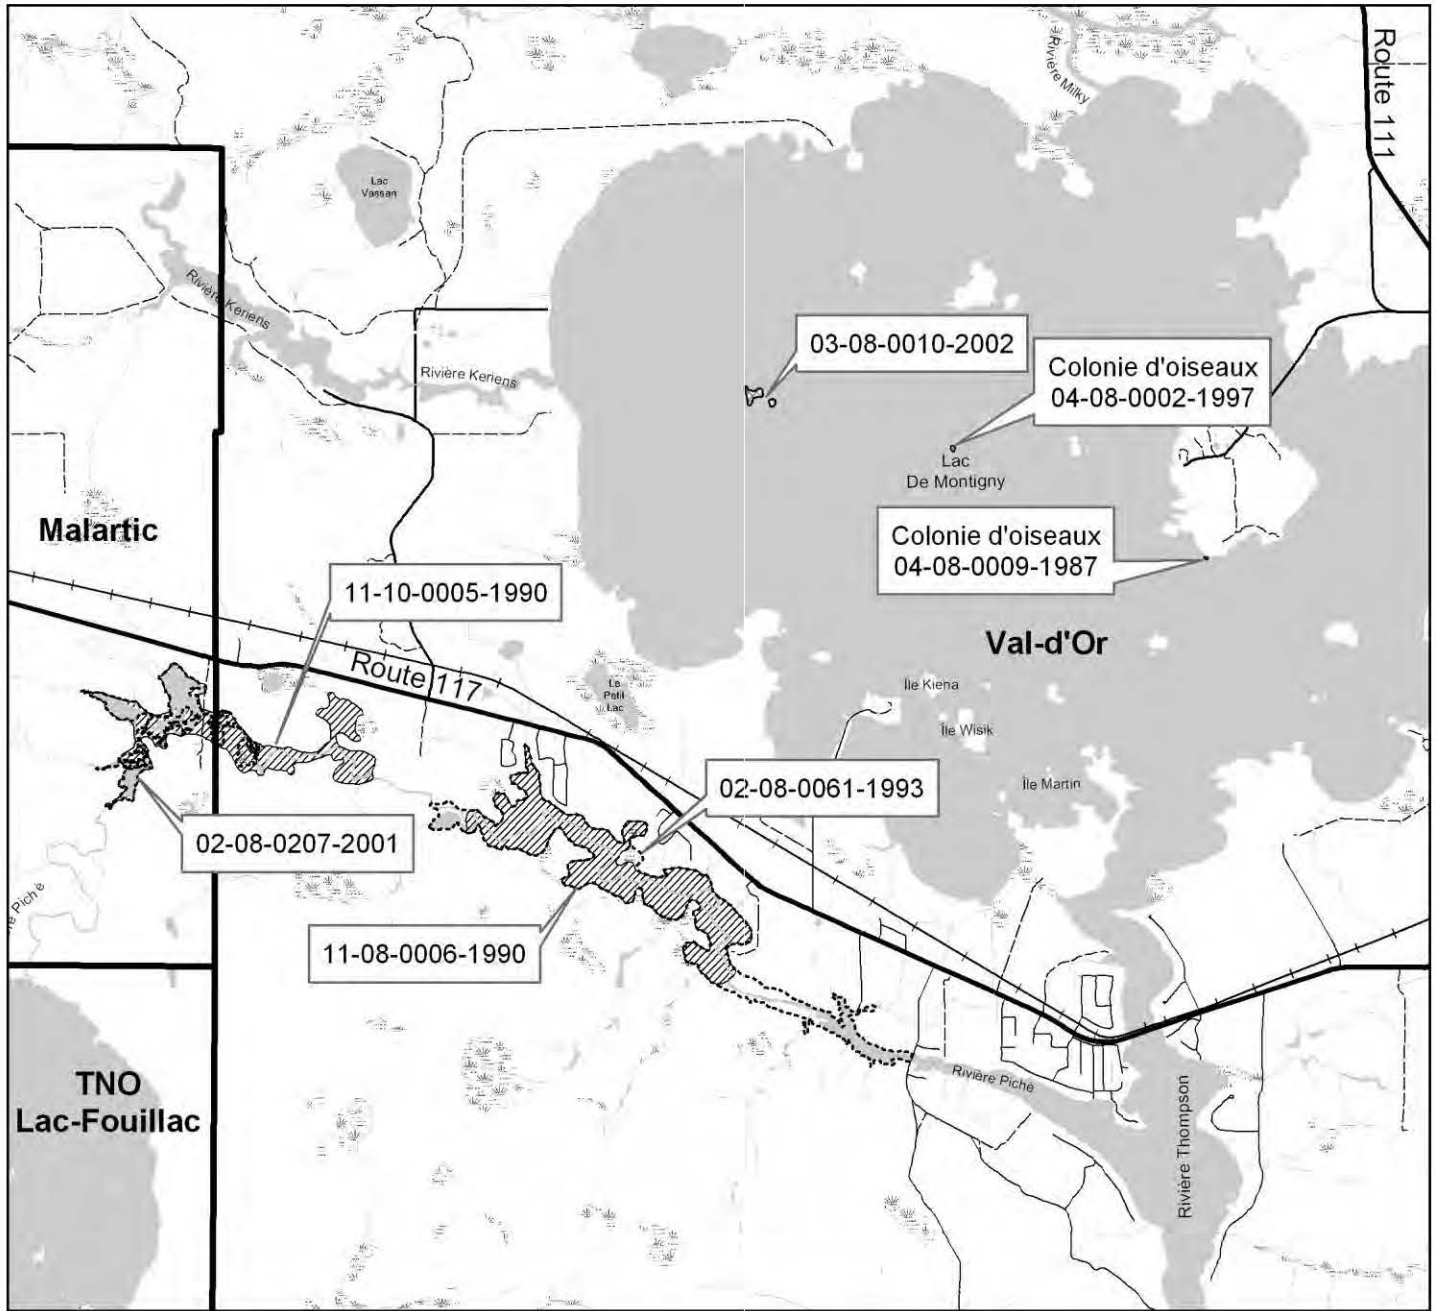 Route 111
Rivière Milky
Lac
Vassan
Rivière Keriens
Rivière Keriens
03-08-0010-2002
Colonie d'oiseaux
04-08-0002-1997
Lac
De Montigny
Malartic
Colonie d'oiseaux
04-08-0009-1987
11-10-0005-1990
Val-d'Or
Route 117
Le
Petit
Lac
Île Kiena
Île Wisik
Île Martin
02-08-0061-1993
02-08-0207-2001
Piché
11-08-0006-1990
TNO
Lac-Fouillac
Rivière Piché
Rivière Thompson